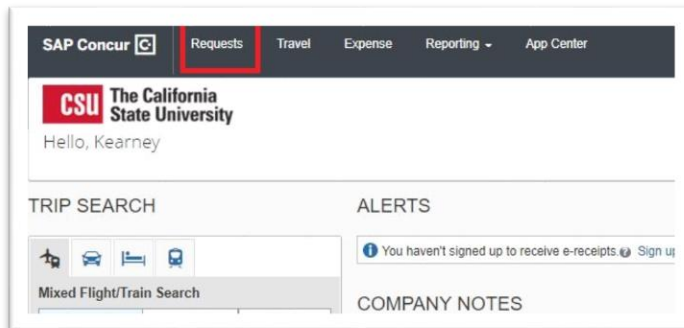 SAP Concur C Requests Travel Expense Reporting App Center
CSU The California
State University
Hello, Kearney
TRIP SEARCH
ALERTS
You haven't signed up to receive e-receipts. Sign up
Mixed Flight/Train Search
COMPANY NOTES